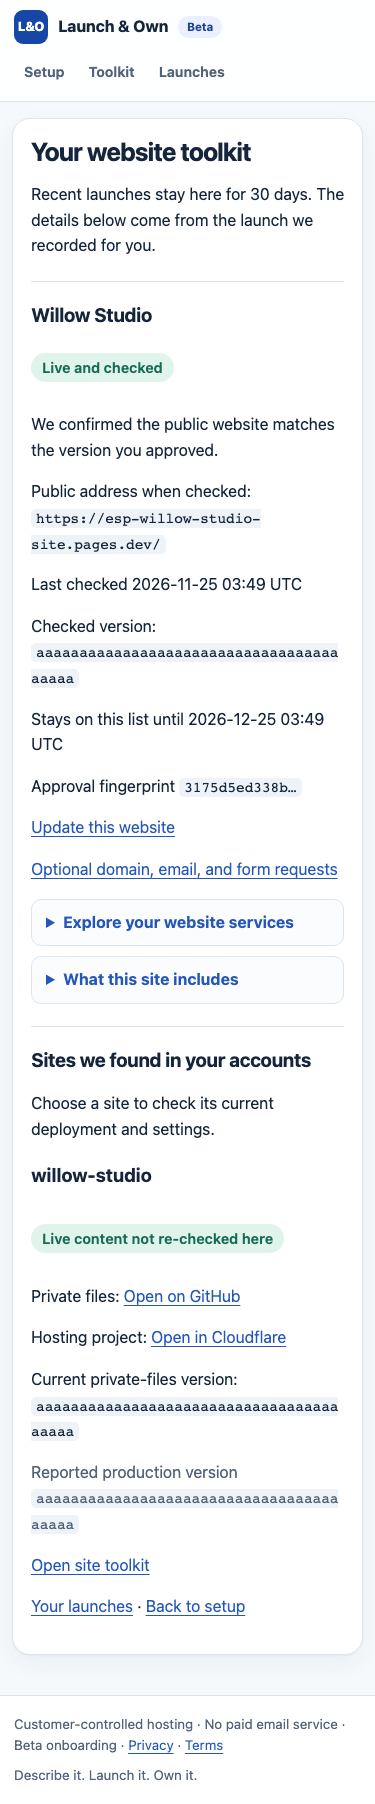 L&O Launch & Own Beta
Setup Toolkit Launches
Your website toolkit
Recent launches stay here for 30 days. The
details below come from the launch we
recorded for you.
Willow Studio
Live and checked
We confirmed the public website matches
the version you approved.
Public address when checked:
https://esp-willow-studio-
site.pages.dev/
Last checked 2026-11-25 03:49 UTC
Checked version:
aaaaaaaaaaaaaaaaaaaaaaaaaaaaaaaaaaa
aaaaa
Stays on this list until 2026-12-25 03:49
UTC
Approval fingerprint 3175d5ed338b…
Update this website
Optional domain, email, and form requests
▶ Explore your website services
▶ What this site includes
Sites we found in your accounts
Choose a site to check its current
deployment and settings.
willow-studio
Live content not re-checked here
Private files: Open on GitHub
Hosting project: Open in Cloudflare
Current private-files version:
aaaaaaaaaaaaaaaaaaaaaaaaaaaaaaaaaaa
aaaaa
Reported production version
aaaaaaaaaaaaaaaaaaaaaaaaaaaaaaaaaaa
aaaaa
Open site toolkit
Your launches · Back to setup
Customer-controlled hosting · No paid email service ·
Beta onboarding · Privacy · Terms
Describe it. Launch it. Own it.